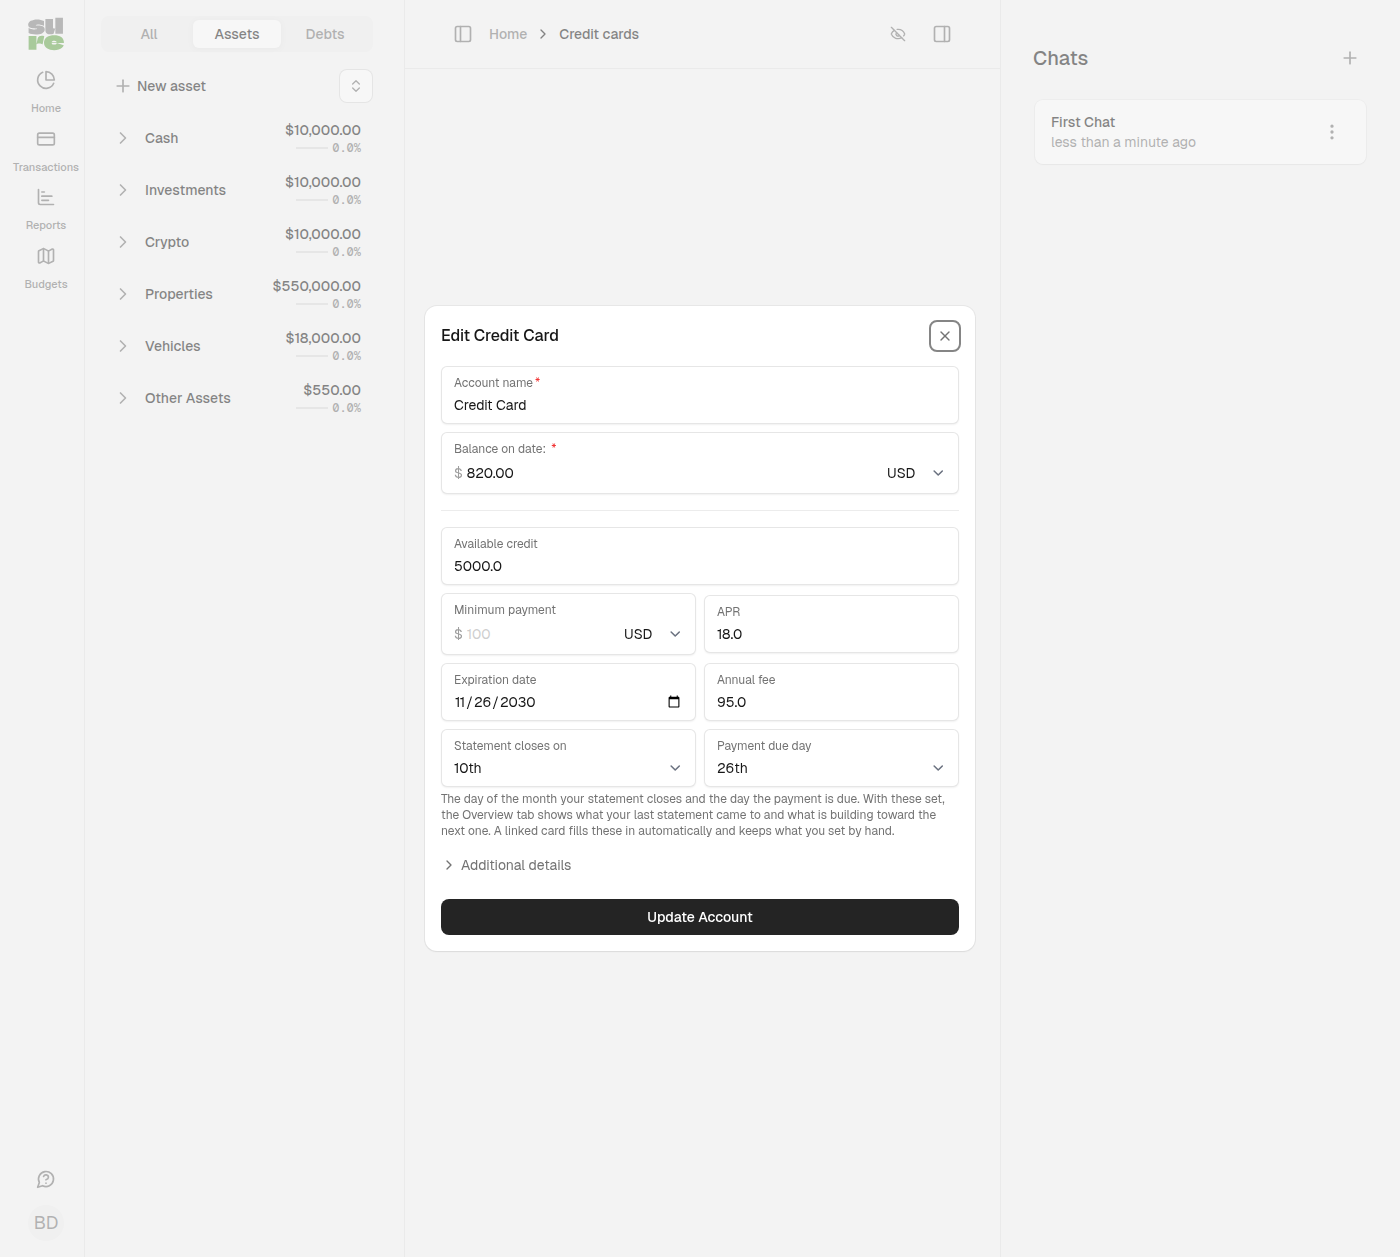 sure
Home
Transactions
Reports
Budgets
BD
All
Assets
Debts
New asset
Cash
$10,000.00
0.0%
Investments
$10,000.00
0.0%
Crypto
$10,000.00
0.0%
Properties
$550,000.00
0.0%
Vehicles
$18,000.00
0.0%
Other Assets
$550.00
0.0%
Home > Credit cards
Edit Credit Card
Account name*
Credit Card
Balance on date: *
$ 820.00
USD
Available credit
5000.0
Minimum payment
$ 100
USD
APR
18.0
Expiration date
11/26/2030
Annual fee
95.0
Statement closes on
10th
Payment due day
26th
The day of the month your statement closes and the day the payment is due. With these set,
the Overview tab shows what your last statement came to and what is building toward the
next one. A linked card fills these in automatically and keeps what you set by hand.
Additional details
Update Account
Chats
First Chat
less than a minute ago